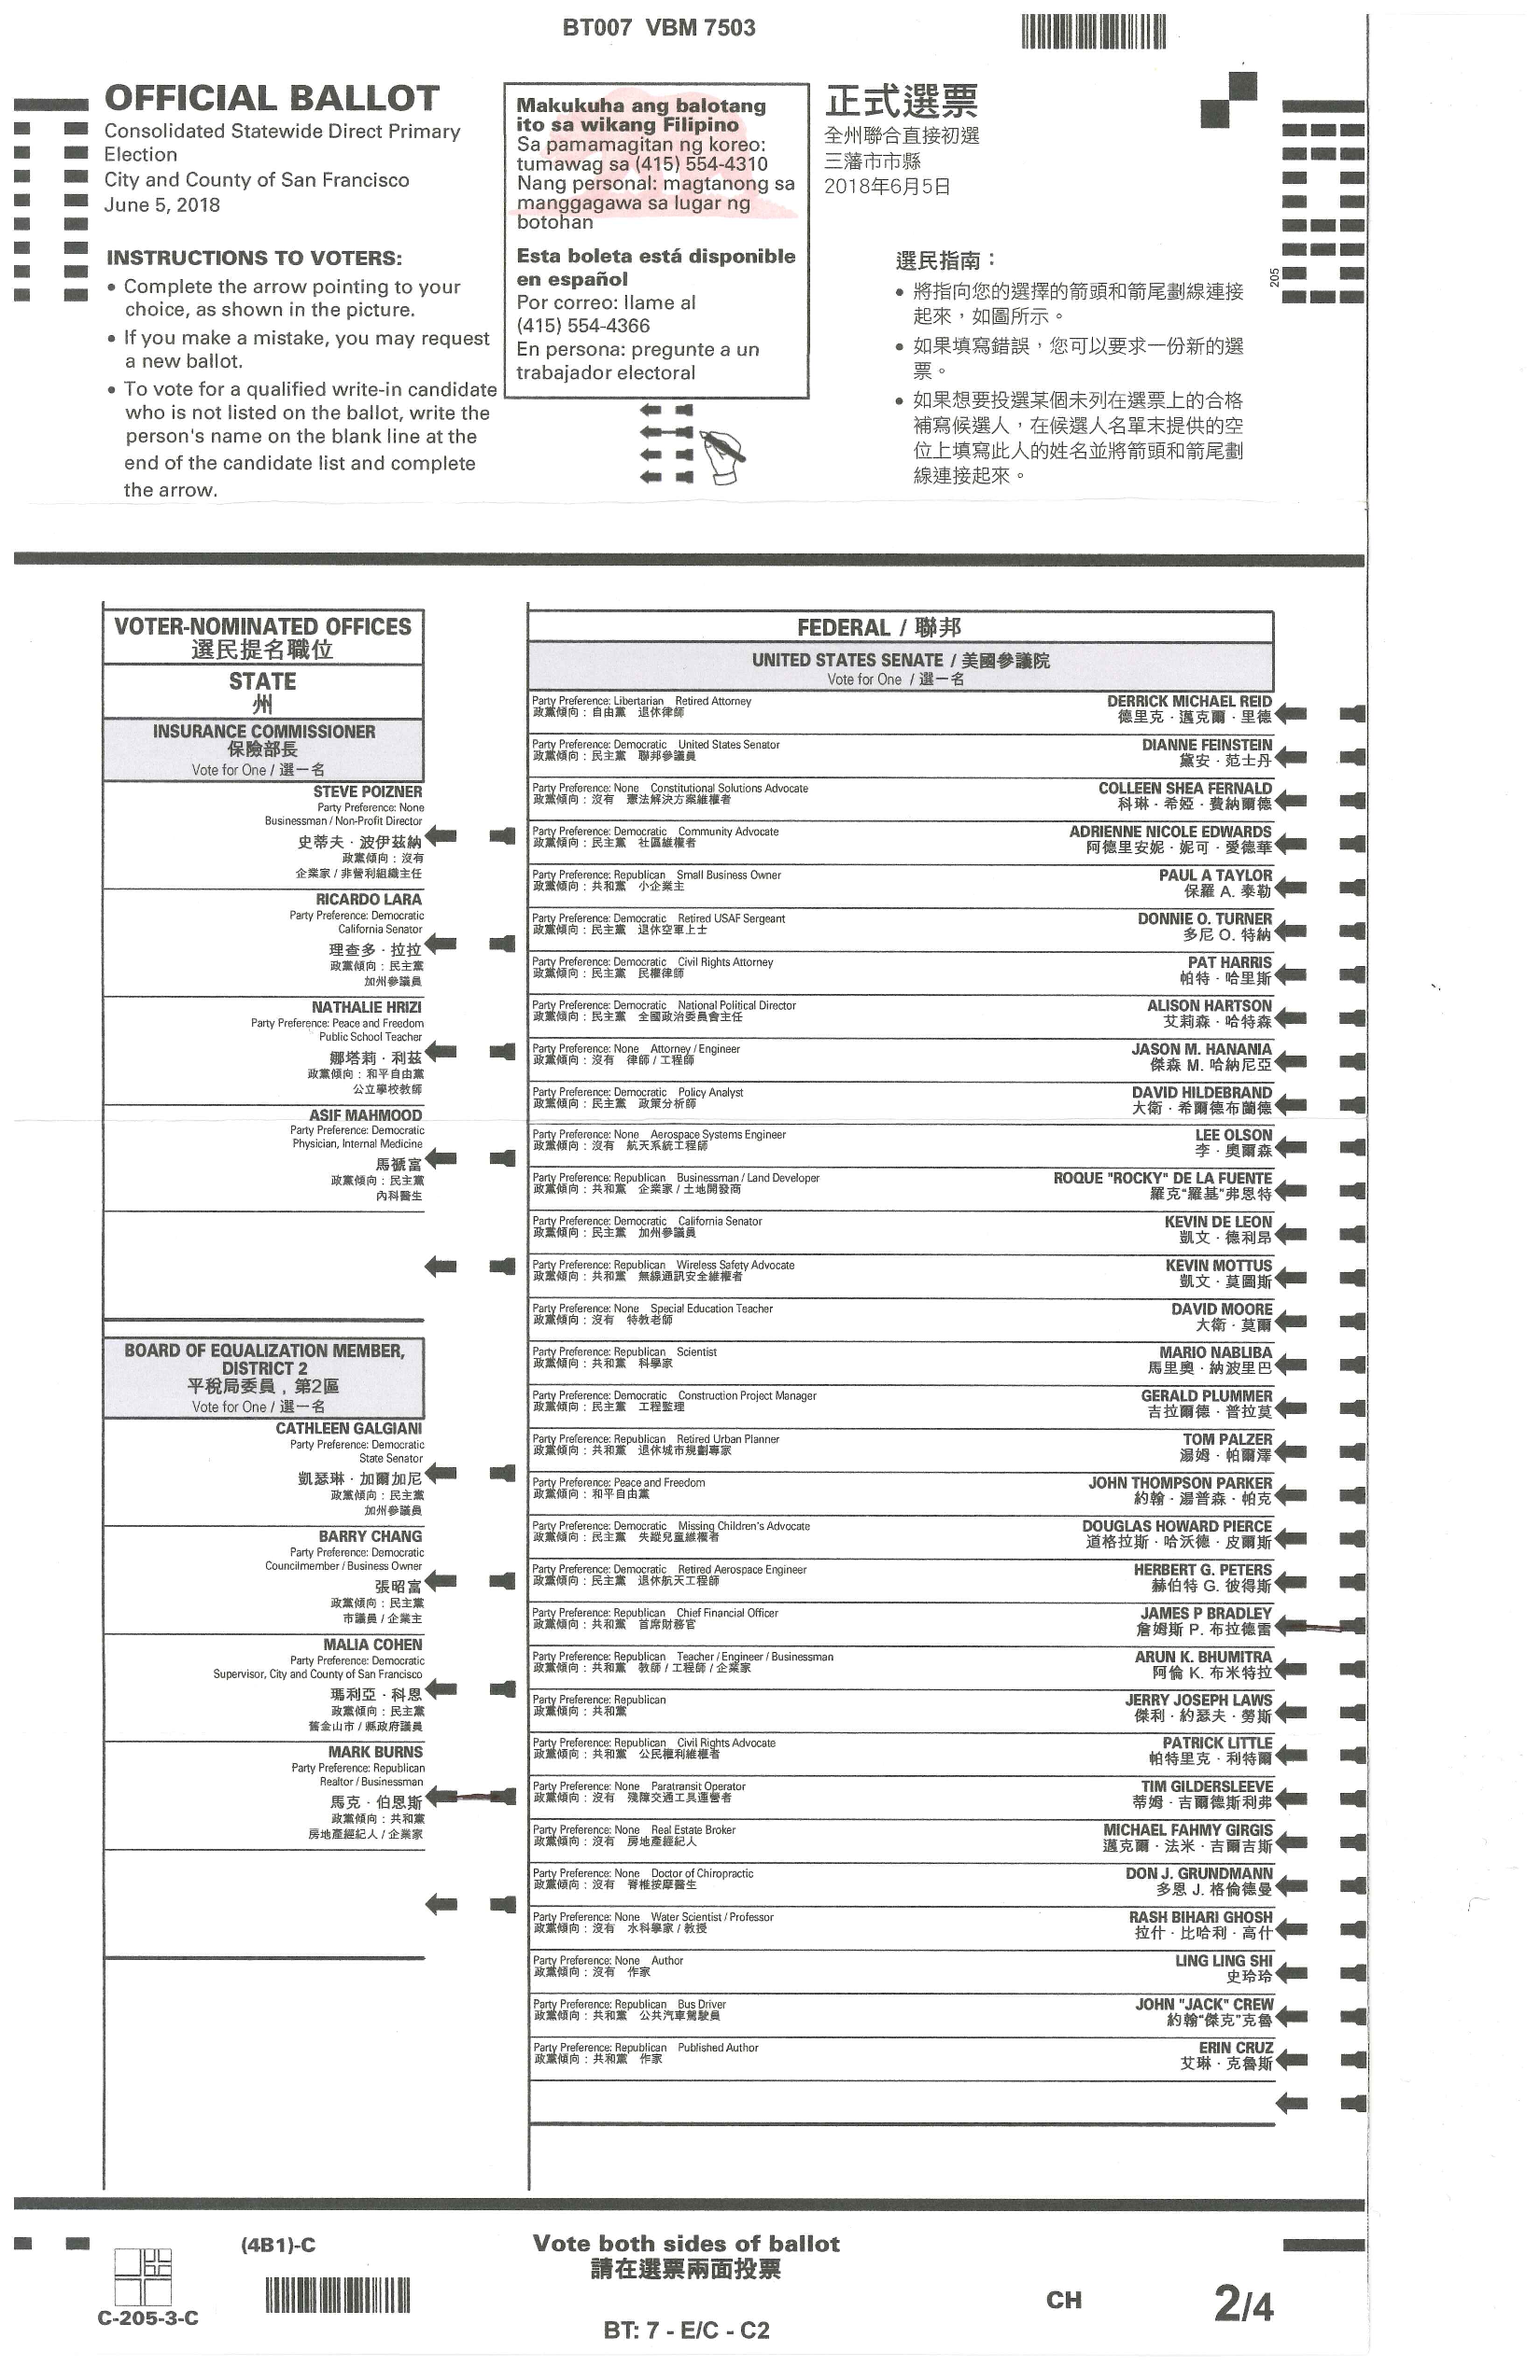 BT007 VBM 7503
OFFICIAL BALLOT
Consolidated Statewide Direct Primary
Election
City and County of San Francisco
June 5, 2018
INSTRUCTIONS TO VOTERS:
• Complete the arrow pointing to your
choice, as shown in the picture.
• If you make a mistake, you may request
a new ballot.
• To vote for a qualified write-in candidate
who is not listed on the ballot, write the
person's name on the blank line at the
end of the candidate list and complete
the arrow.
Makukuha ang balotang
ito sa wikang Filipino
Sa pamamagitan ng koreo:
tumawag sa (415) 554-4310
Nang personal: magtanong sa
manggagawa sa lugar ng
botohan
Esta boleta está disponible
en español
Por correo: llame al
(415) 554-4366
En persona: pregunte a un
trabajador electoral
正式選票
全州聯合直接初選
三藩市市縣
2018年6月5日
選民指南：
• 將指向您的選擇的箭頭和箭尾劃線連接
起來，如圖所示。
• 如果填寫錯誤，您可以要求一份新的選
票。
• 如果想要投選某個未列在選票上的合格
補寫候選人，在候選人名單末提供的空
位上填寫此人的姓名並將箭頭和箭尾劃
線連接起來。
205
VOTER-NOMINATED OFFICES
選民提名職位
STATE
州
INSURANCE COMMISSIONER
保險部長
Vote for One / 選一名
STEVE POIZNER
Party Preference: None
Businessman / Non-Profit Director
史蒂夫 · 波伊茲納
政黨傾向：沒有
企業家 / 非營利組織主任
RICARDO LARA
Party Preference: Democratic
California Senator
理查多 · 拉拉
政黨傾向：民主黨
加州參議員
NATHALIE HRIZI
Party Preference: Peace and Freedom
Public School Teacher
娜塔莉 · 利茲
政黨傾向：和平自由黨
公立學校教師
ASIF MAHMOOD
Party Preference: Democratic
Physician, Internal Medicine
馬褫富
政黨傾向：民主黨
內科醫生
BOARD OF EQUALIZATION MEMBER,
DISTRICT 2
平稅局委員，第2區
Vote for One / 選一名
CATHLEEN GALGIANI
Party Preference: Democratic
State Senator
凱瑟琳 · 加爾加尼
政黨傾向：民主黨
加州參議員
BARRY CHANG
Party Preference: Democratic
Councilmember / Business Owner
張昭富
政黨傾向：民主黨
市議員 / 企業主
MALIA COHEN
Party Preference: Democratic
Supervisor, City and County of San Francisco
瑪利亞 · 科恩
政黨傾向：民主黨
舊金山市 / 縣政府議員
MARK BURNS
Party Preference: Republican
Realtor / Businessman
馬克 · 伯恩斯
政黨傾向：共和黨
房地產經紀人 / 企業家
FEDERAL / 聯邦
UNITED STATES SENATE / 美國參議院
Vote for One / 選一名
Party Preference: Libertarian Retired Attorney DERRICK MICHAEL REID
政黨傾向：自由黨 退休律師 德里克 · 邁克爾 · 里德
Party Preference: Democratic United States Senator DIANNE FEINSTEIN
政黨傾向：民主黨 聯邦參議員 黛安 · 范士丹
Party Preference: None Constitutional Solutions Advocate COLLEEN SHEA FERNALD
政黨傾向：沒有 憲法解決方案維權者 科琳 · 希婭 · 費納爾德
Party Preference: Democratic Community Advocate ADRIENNE NICOLE EDWARDS
政黨傾向：民主黨 社區維權者 阿德里安妮 · 妮可 · 愛德華
Party Preference: Republican Small Business Owner PAUL A TAYLOR
政黨傾向：共和黨 小企業主 保羅 A. 泰勒
Party Preference: Democratic Retired USAF Sergeant DONNIE O. TURNER
政黨傾向：民主黨 退休空軍上士 多尼 O. 特納
Party Preference: Democratic Civil Rights Attorney PAT HARRIS
政黨傾向：民主黨 民權律師 帕特 · 哈里斯
Party Preference: Democratic National Political Director ALISON HARTSON
政黨傾向：民主黨 全國政治委員會主任 艾莉森 · 哈特森
Party Preference: None Attorney / Engineer JASON M. HANANIA
政黨傾向：沒有 律師 / 工程師 傑森 M. 哈納尼亞
Party Preference: Democratic Policy Analyst DAVID HILDEBRAND
政黨傾向：民主黨 政策分析師 大衛 · 希爾德布蘭德
Party Preference: None Aerospace Systems Engineer LEE OLSON
政黨傾向：沒有 航天系統工程師 李 · 奧爾森
Party Preference: Republican Businessman / Land Developer ROQUE "ROCKY" DE LA FUENTE
政黨傾向：共和黨 企業家 / 土地開發商 羅克"羅基"弗恩特
Party Preference: Democratic California Senator KEVIN DE LEON
政黨傾向：民主黨 加州參議員 凱文 · 德利昂
Party Preference: Republican Wireless Safety Advocate KEVIN MOTTUS
政黨傾向：共和黨 無線通訊安全維權者 凱文 · 莫圖斯
Party Preference: None Special Education Teacher DAVID MOORE
政黨傾向：沒有 特教老師 大衛 · 莫爾
Party Preference: Republican Scientist MARIO NABLIBA
政黨傾向：共和黨 科學家 馬里奧 · 納波里巴
Party Preference: Democratic Construction Project Manager GERALD PLUMMER
政黨傾向：民主黨 工程監理 吉拉爾德 · 普拉莫
Party Preference: Republican Retired Urban Planner TOM PALZER
政黨傾向：共和黨 退休城市規劃專家 湯姆 · 帕爾澤
Party Preference: Peace and Freedom JOHN THOMPSON PARKER
政黨傾向：和平自由黨 約翰 · 湯普森 · 帕克
Party Preference: Democratic Missing Children's Advocate DOUGLAS HOWARD PIERCE
政黨傾向：民主黨 失蹤兒童維權者 道格拉斯 · 哈沃德 · 皮爾斯
Party Preference: Democratic Retired Aerospace Engineer HERBERT G. PETERS
政黨傾向：民主黨 退休航天工程師 赫伯特 G. 彼得斯
Party Preference: Republican Chief Financial Officer JAMES P BRADLEY
政黨傾向：共和黨 首席財務官 詹姆斯 P. 布拉德雷
Party Preference: Republican Teacher / Engineer / Businessman ARUN K. BHUMITRA
政黨傾向：共和黨 教師 / 工程師 / 企業家 阿倫 K. 布米特拉
Party Preference: Republican JERRY JOSEPH LAWS
政黨傾向：共和黨 傑利 · 約瑟夫 · 勞斯
Party Preference: Republican Civil Rights Advocate PATRICK LITTLE
政黨傾向：共和黨 公民權利維權者 帕特里克 · 利特爾
Party Preference: None Paratransit Operator TIM GILDERSLEEVE
政黨傾向：沒有 殘障交通工具運營者 蒂姆 · 吉爾德斯利弗
Party Preference: None Real Estate Broker MICHAEL FAHMY GIRGIS
政黨傾向：沒有 房地產經紀人 邁克爾 · 法米 · 吉爾吉斯
Party Preference: None Doctor of Chiropractic DON J. GRUNDMANN
政黨傾向：沒有 脊椎按摩醫生 多恩 J. 格倫德曼
Party Preference: None Water Scientist / Professor RASH BIHARI GHOSH
政黨傾向：沒有 水科學家 / 教授 拉什 · 比哈利 · 高什
Party Preference: None Author LING LING SHI
政黨傾向：沒有 作家 史玲玲
Party Preference: Republican Bus Driver JOHN "JACK" CREW
政黨傾向：共和黨 公共汽車駕駛員 約翰"傑克"克魯
Party Preference: Republican Published Author ERIN CRUZ
政黨傾向：共和黨 作家 艾琳 · 克魯斯
(4B1)-C
Vote both sides of ballot
請在選票兩面投票
C-205-3-C
CH
2/4
BT: 7 - E/C - C2